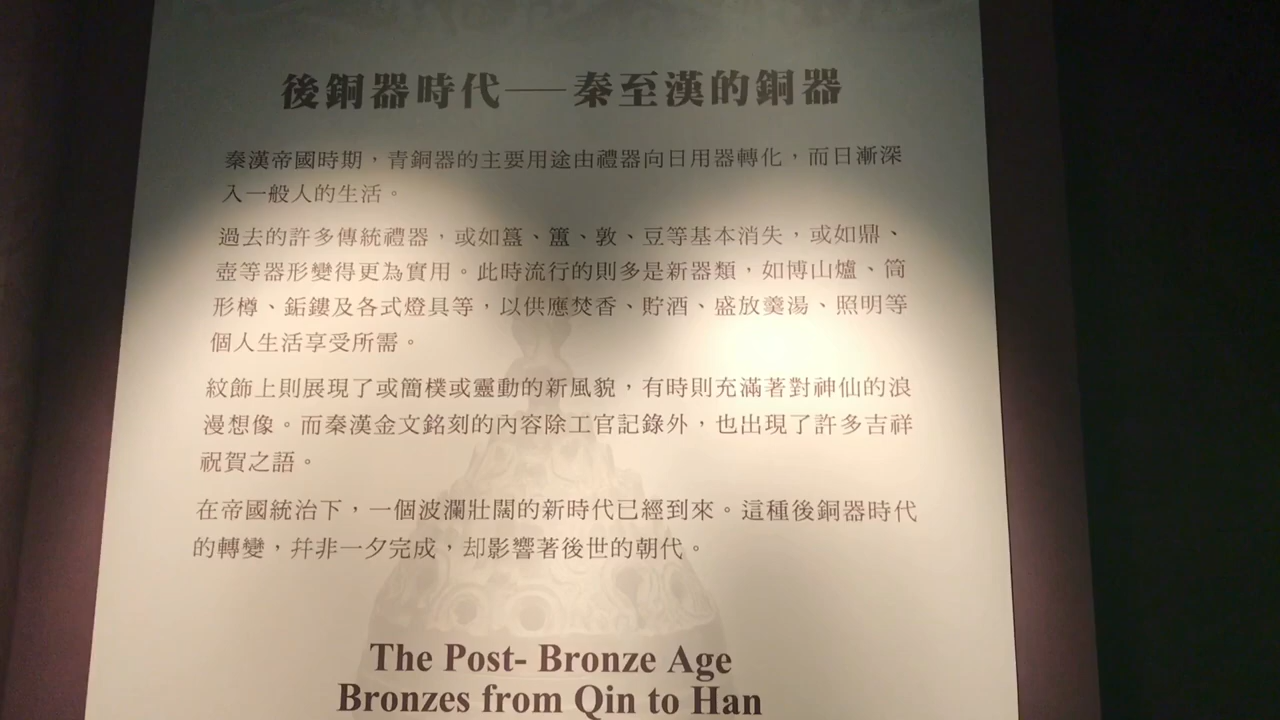 後銅器時代——秦至漢的銅器
秦漢帝國時期，青銅器的主要用途由禮器向日用器轉化，而日漸深
入一般人的生活。
過去的許多傳統禮器，或如簋、簠、敦、豆等基本消失，或如鼎、
壺等器形變得更為實用。此時流行的則多是新器類，如博山爐、筒
形樽、鋞鏤及各式燈具等，以供應焚香、貯酒、盛放羹湯、照明等
個人生活享受所需。
紋飾上則展現了或簡樸或靈動的新風貌，有時則充滿著對神仙的浪
漫想像。而秦漢金文銘刻的內容除工官記錄外，也出現了許多吉祥
祝賀之語。
在帝國統治下，一個波瀾壯闊的新時代已經到來。這種後銅器時代
的轉變，幷非一夕完成，却影響著後世的朝代。
The Post- Bronze Age
Bronzes from Qin to Han